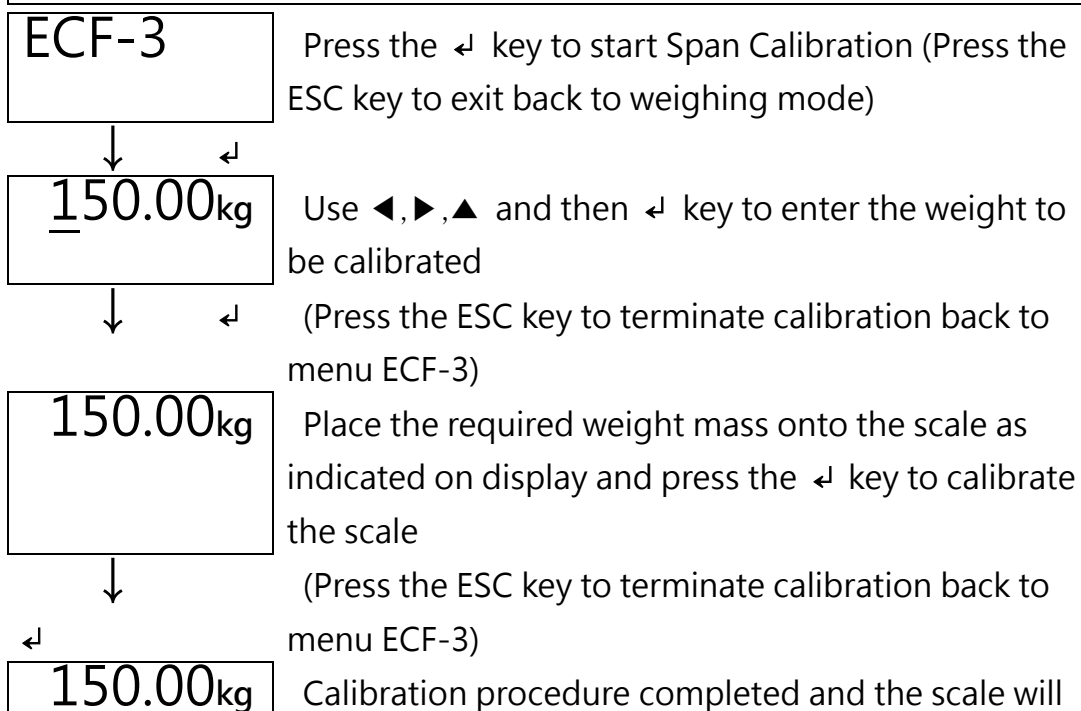 ECF-3
Press the ↲ key to start Span Calibration (Press the
ESC key to exit back to weighing mode)
↓ ↲
150.00kg
Use ◀,▶,▲ and then ↲ key to enter the weight to
be calibrated
↓ ↲
(Press the ESC key to terminate calibration back to
menu ECF-3)
150.00kg
Place the required weight mass onto the scale as
indicated on display and press the ↲ key to calibrate
the scale
↓
(Press the ESC key to terminate calibration back to
↲
menu ECF-3)
150.00kg
Calibration procedure completed and the scale will